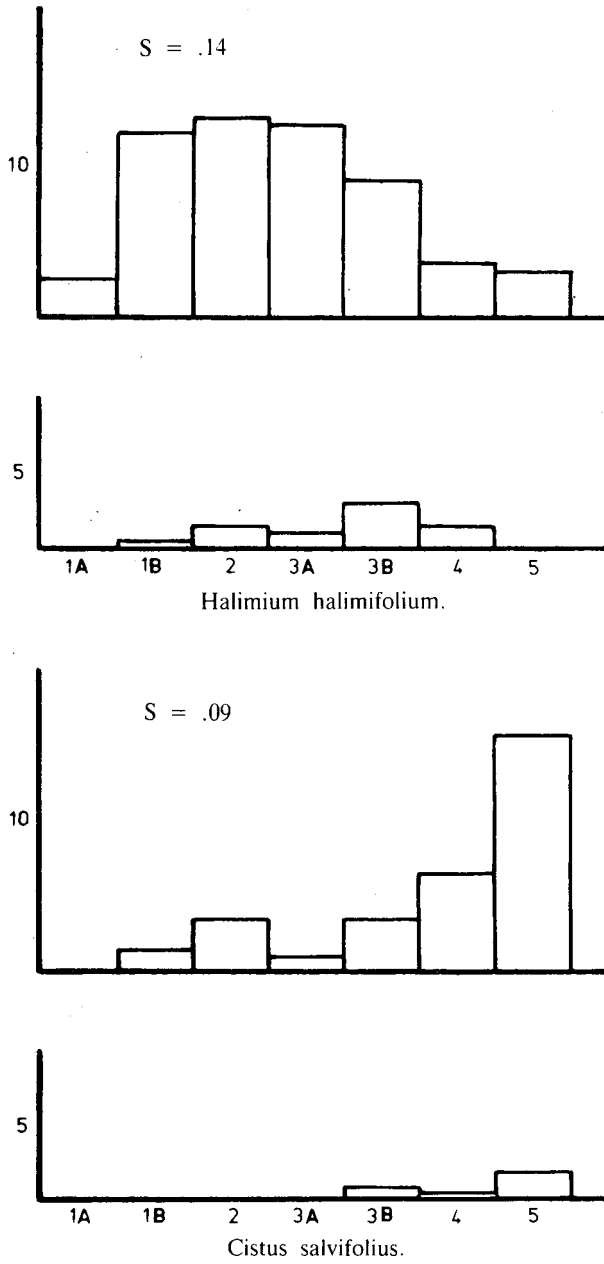 S = .14
10
5
1A 1B 2 3A 3B 4 5
Halimium halimifolium.
S = .09
10
5
1A 1B 2 3A 3B 4 5
Cistus salvifolius.